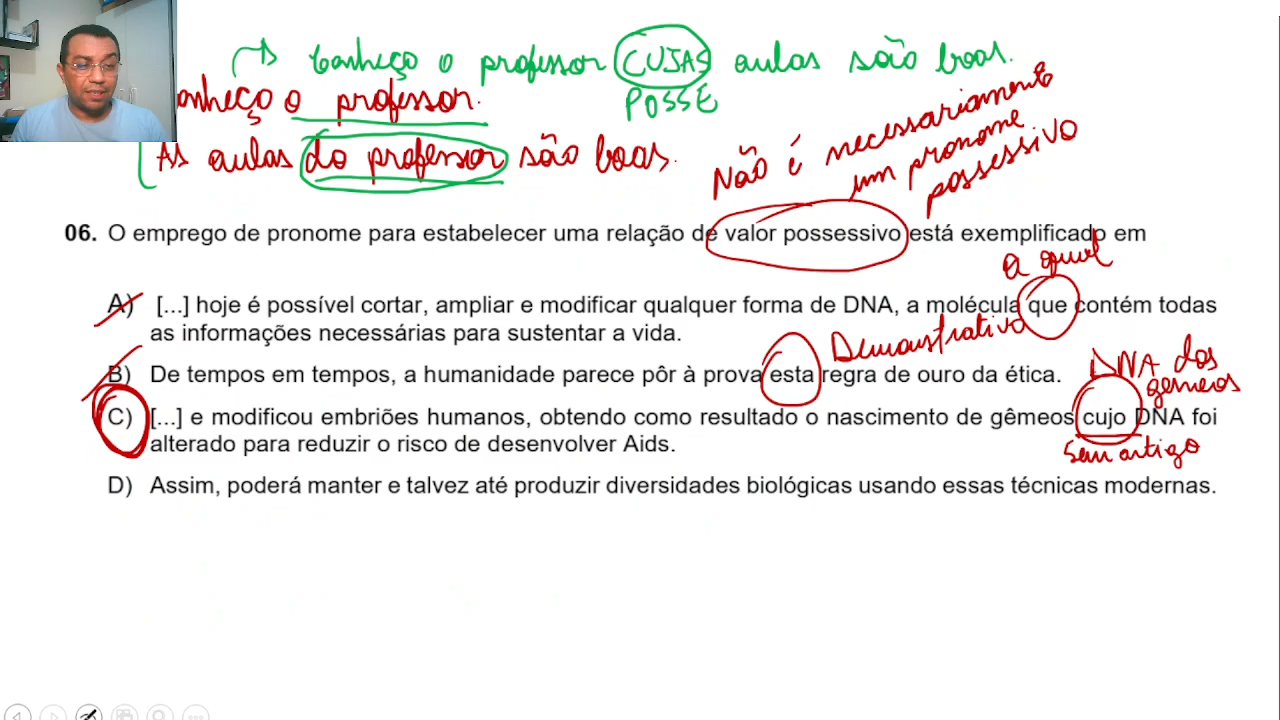 Conheço o professor CUJAS aulas são boas.
POSSE
onheço o professor.
As aulas do professor são boas.
Não é necessariamente
um pronome
possessivo
06. O emprego de pronome para estabelecer uma relação de valor possessivo está exemplificado em
a qual
A) [...] hoje é possível cortar, ampliar e modificar qualquer forma de DNA, a molécula que contém todas
as informações necessárias para sustentar a vida.
Demonstrativo
B) De tempos em tempos, a humanidade parece pôr à prova esta regra de ouro da ética.
DNA dos
gêmeos
C) [...] e modificou embriões humanos, obtendo como resultado o nascimento de gêmeos cujo DNA foi
alterado para reduzir o risco de desenvolver Aids.
Sem artigo
D) Assim, poderá manter e talvez até produzir diversidades biológicas usando essas técnicas modernas.